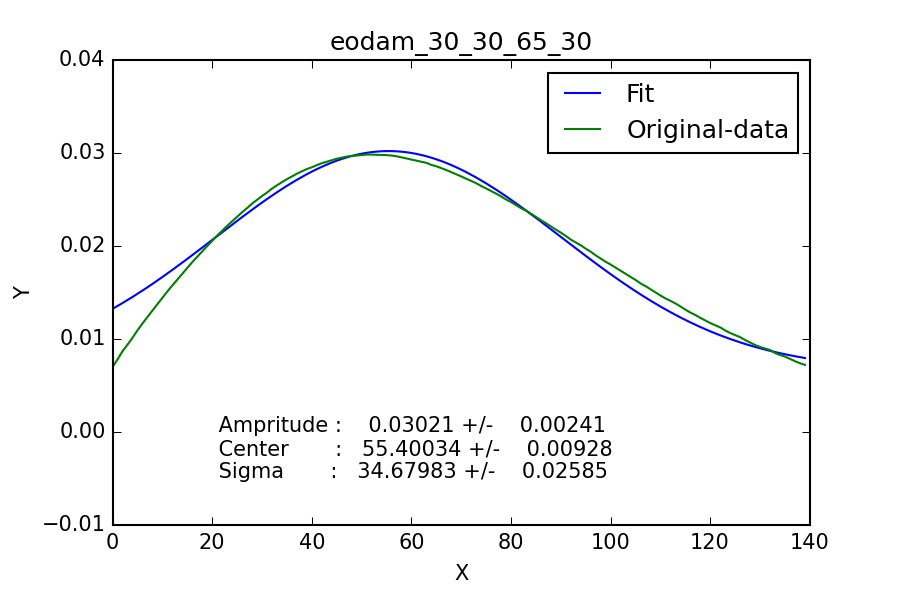 eodam_30_30_65_30
0.04
0.03
0.02
0.01
0.00
−0.01
Y
Fit
Original-data
Ampritude : 0.03021 +/- 0.00241
Center : 55.40034 +/- 0.00928
Sigma : 34.67983 +/- 0.02585
0 20 40 60 80 100 120 140
X